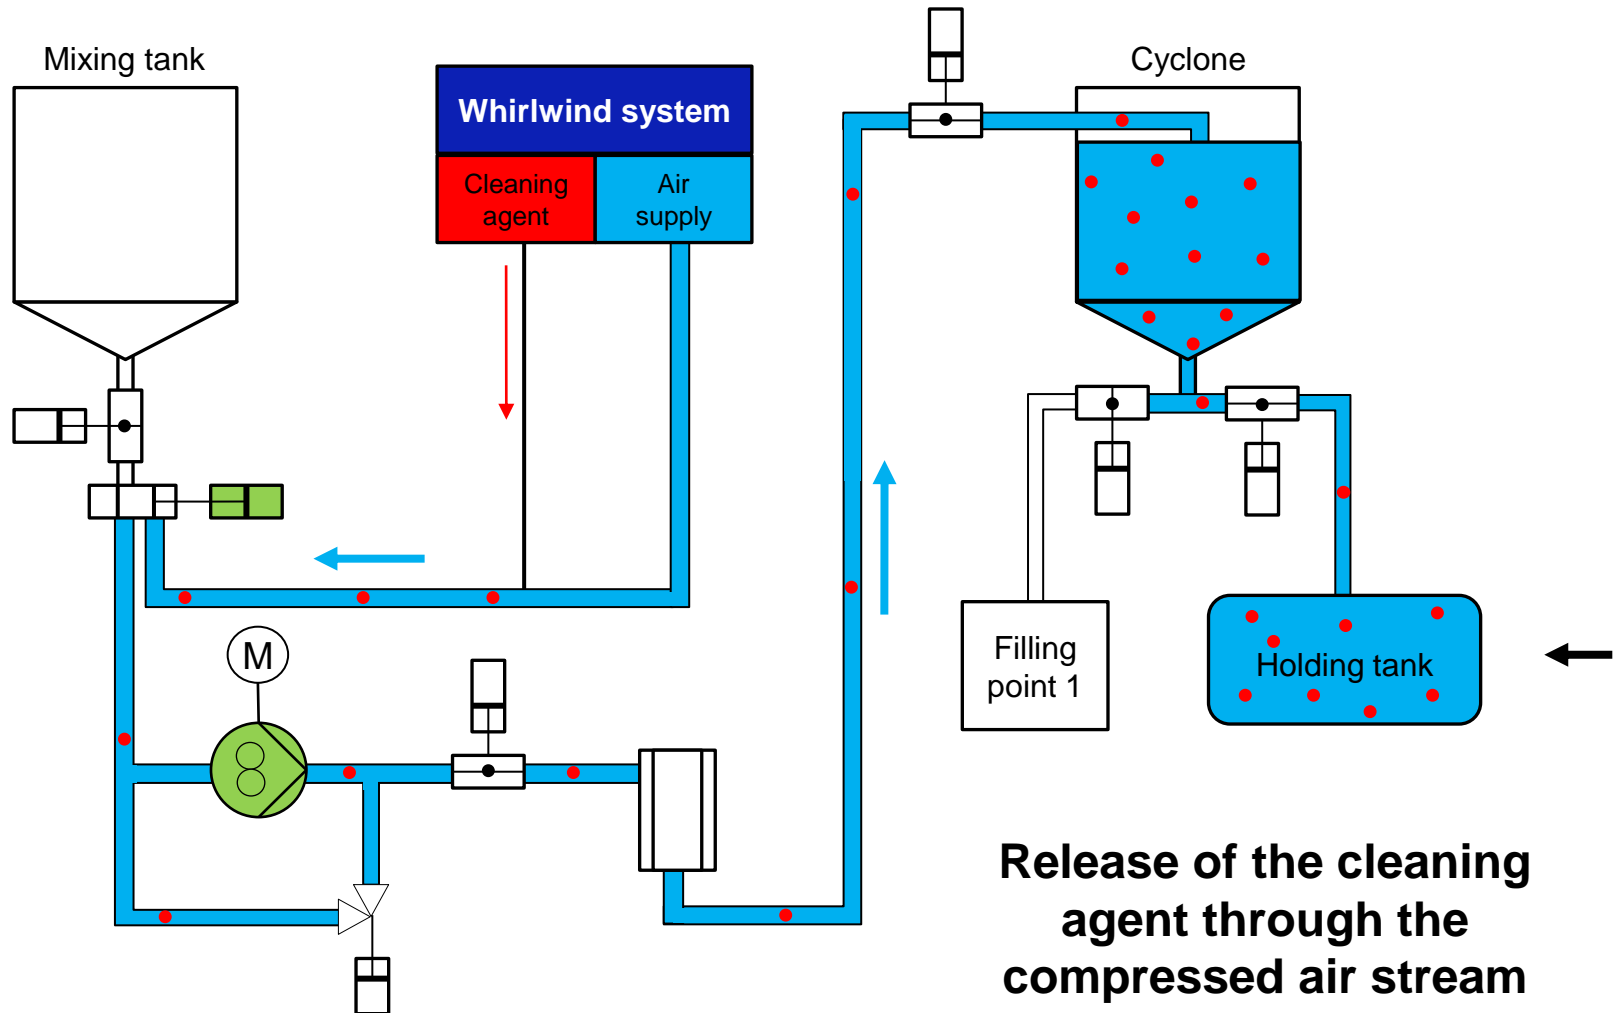 Mixing tank
Whirlwind system
Cleaning
agent
Air
supply
Cyclone
M
Filling
point 1
Holding tank
Release of the cleaning
agent through the
compressed air stream